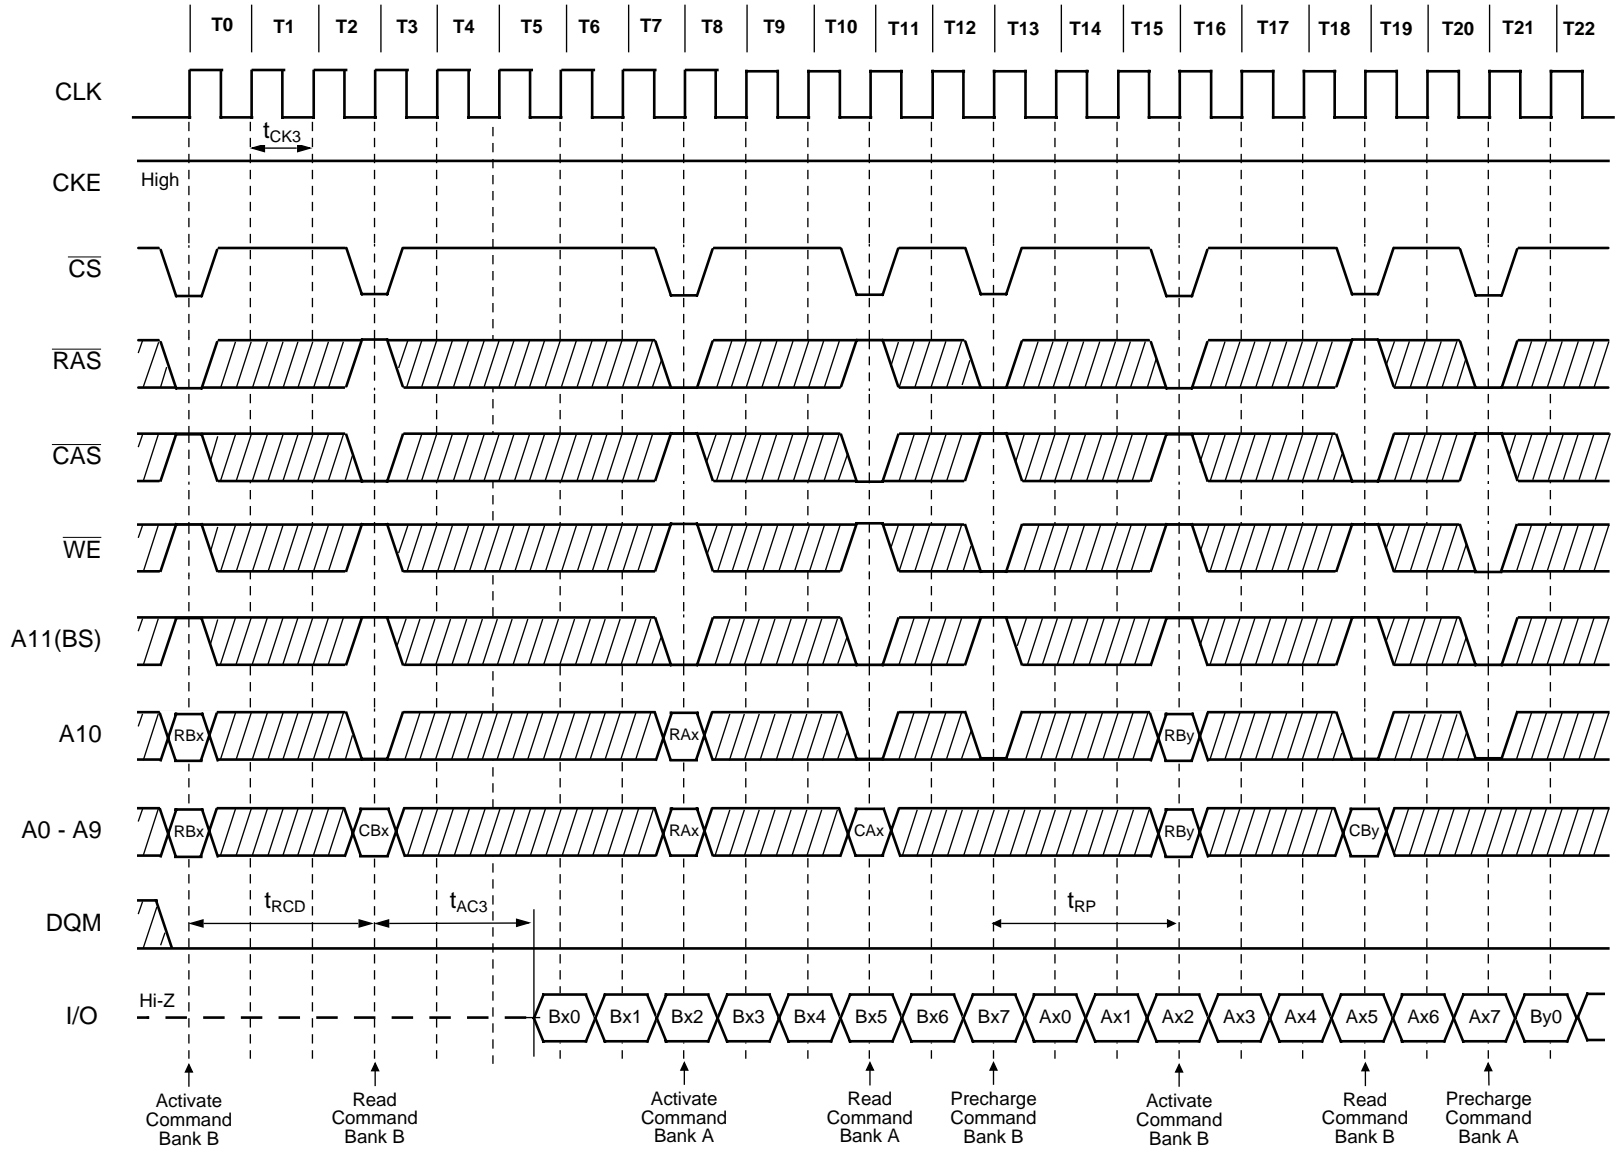 T0 T1 T2 T3 T4 T5 T6 T7 T8 T9 T10 T11 T12 T13 T14 T15 T16 T17 T18 T19 T20 T21 T22
CLK
tCK3
CKE High
CS
RAS
CAS
WE
A11(BS)
A10 RBx RAx RBy
A0 - A9 RBx CBx RAx CAx RBy CBy
DQM tRCD tAC3 tRP
I/O Hi-Z Bx0 Bx1 Bx2 Bx3 Bx4 Bx5 Bx6 Bx7 Ax0 Ax1 Ax2 Ax3 Ax4 Ax5 Ax6 Ax7 By0
Activate
Command
Bank B
Read
Command
Bank B
Activate
Command
Bank A
Read
Command
Bank A
Precharge
Command
Bank B
Activate
Command
Bank B
Read
Command
Bank B
Precharge
Command
Bank A